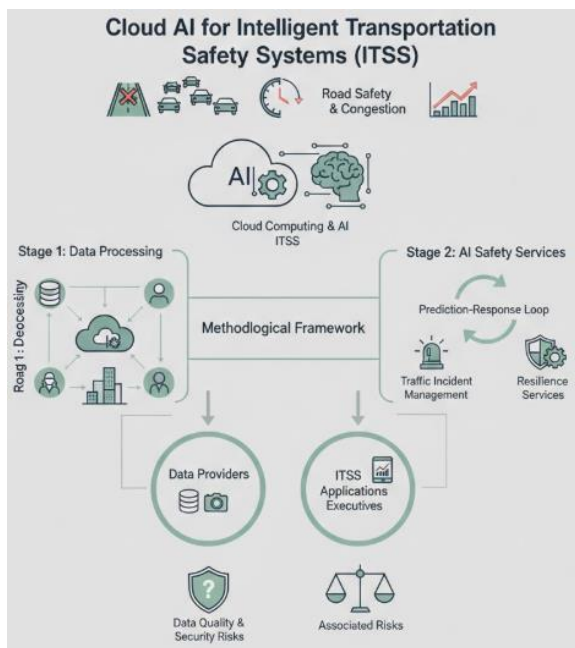 Cloud AI for Intelligent Transportation
Safety Systems (ITSS)
Road Safety
& Congestion
AI
Cloud Computing & AI
ITSS
Stage 1: Data Processing
Stage 2: AI Safety Services
Roag 1: Deocessiny
Methodlogical Framework
Prediction-Response Loop
Traffic Incident
Management
Resilience
Services
Data Providers
ITSS
Applications
Executives
?
Data Quality &
Security Risks
Associated Risks